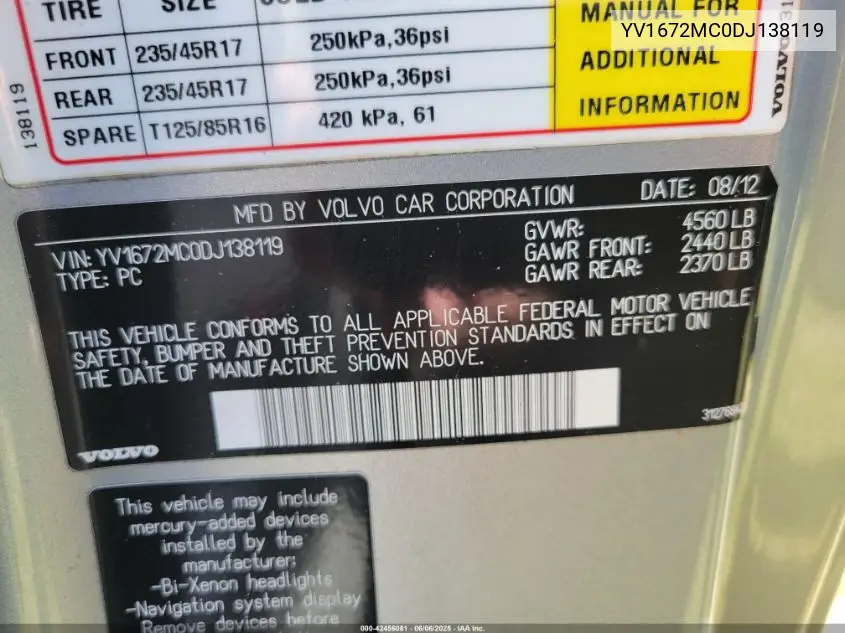 TIRE SIZE
FRONT 235/45R17 250kPa,36psi
REAR 235/45R17 250kPa,36psi
SPARE T125/85R16 420 kPa, 61
MANUAL FOR
ADDITIONAL
INFORMATION
138119
VOLVO
YV1672MC0DJ138119
MFD BY VOLVO CAR CORPORATION DATE: 08/12
VIN: YV1672MC0DJ138119
TYPE: PC
GVWR: 4560 LB
GAWR FRONT: 2440 LB
GAWR REAR: 2370 LB
THIS VEHICLE CONFORMS TO ALL APPLICABLE FEDERAL MOTOR VEHICLE
SAFETY, BUMPER AND THEFT PREVENTION STANDARDS IN EFFECT ON
THE DATE OF MANUFACTURE SHOWN ABOVE.
VOLVO
This vehicle may include
mercury-added devices
installed by the
manufacturer:
-Bi-Xenon headlights
-Navigation system display
Remove devices before
000-42456081 - 06/06/2025 - IAA Inc.